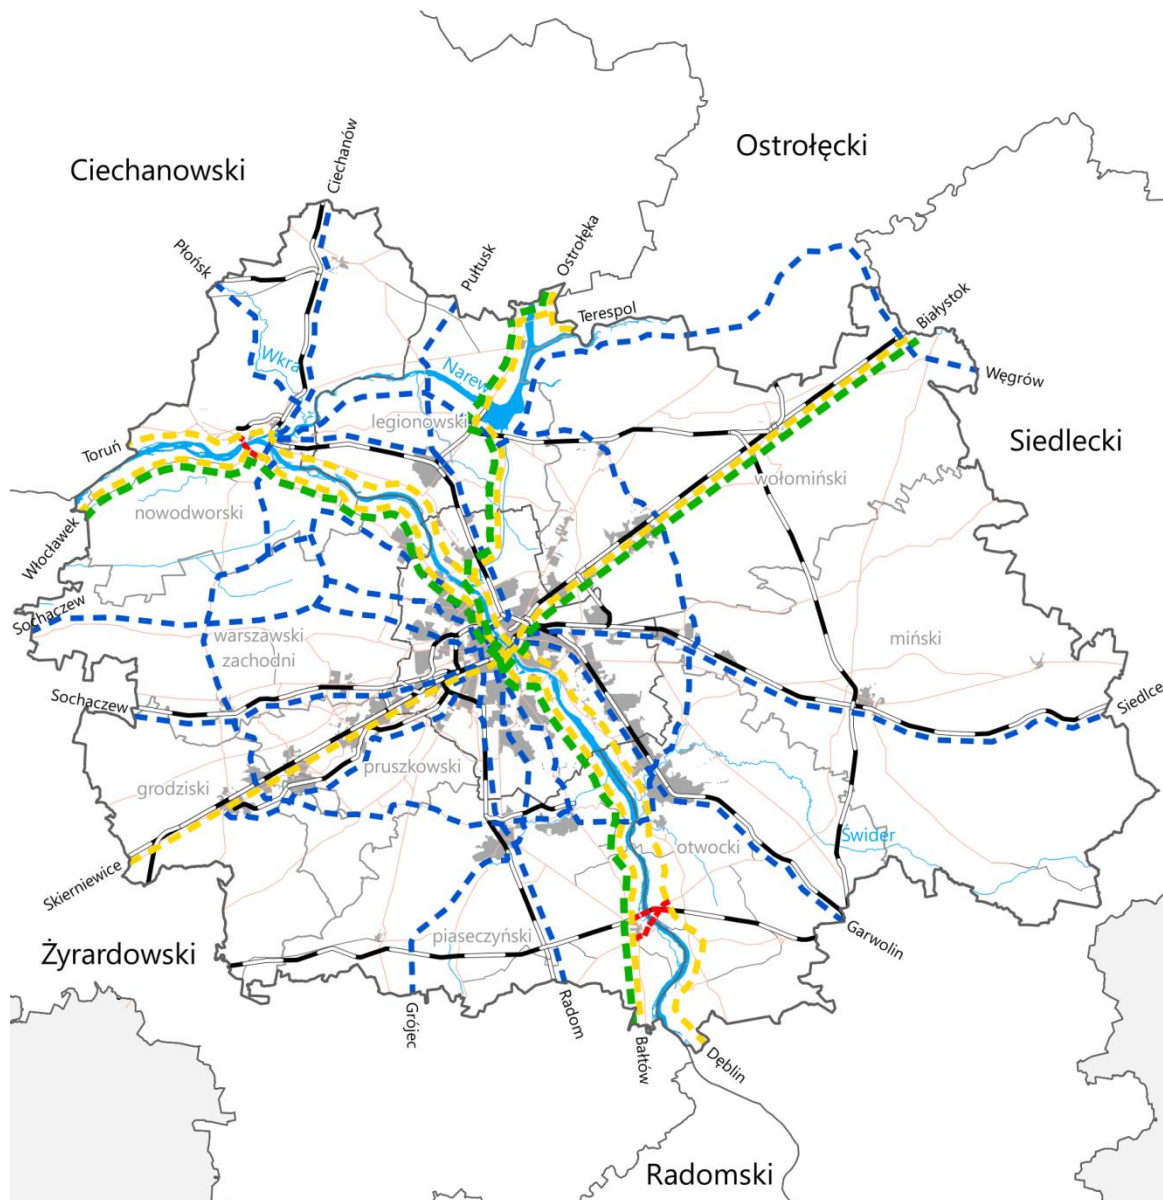 Ciechanowski
Ostrołęcki
Ciechanów
Płońsk
Pułtusk
Ostrołęka
Terespol
Białystok
Wkra
Narew
Węgrów
legionowski
Toruń
Siedlecki
wołomiński
nowodworski
Włocławek
Sochaczew
warszawski
zachodni
miński
Sochaczew
Siedlce
pruszkowski
grodziski
Świder
otwocki
Skierniewice
Garwolin
piaseczyński
Żyrardowski
Grójec
Radom
Bałtów
Dęblin
Radomski